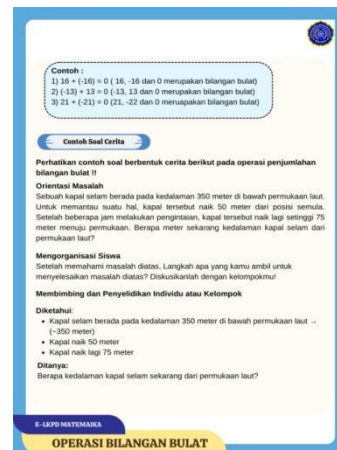 Contoh :
1) 16 + (-16) = 0 ( 16, -16 dan 0 merupakan bilangan bulat)
2) (-13) + 13 = 0 (-13, 13 dan 0 merupakan bilangan bulat)
3) 21 + (-21) = 0 (21, -22 dan 0 meruapakan bilangan bulat)
Contoh Soal Cerita
Perhatikan contoh soal berbentuk cerita berikut pada operasi penjumlahan
bilangan bulat !!
Orientasi Masalah
Sebuah kapal selam berada pada kedalaman 350 meter di bawah permukaan laut.
Untuk memantau suatu hal, kapal tersebut naik 50 meter dari posisi semula.
Setelah beberapa jam melakukan pengintaian, kapal tersebut naik lagi setinggi 75
meter menuju permukaan. Berapa meter sekarang kedalaman kapal selam dari
permukaan laut?
Mengorganisasi Siswa
Setelah memahami masalah diatas, Langkah apa yang kamu ambil untuk
menyelesaikan masalah diatas? Diskusikanlah dengan kelompokmu!
Membimbing dan Penyelidikan Individu atau Kelompok
Diketahui:
• Kapal selam berada pada kedalaman 350 meter di bawah permukaan laut →
(−350 meter)
• Kapal naik 50 meter
• Kapal naik lagi 75 meter
Ditanya:
Berapa kedalaman kapal selam sekarang dari permukaan laut?
E-LKPD MATEMAIKA
OPERASI BILANGAN BULAT